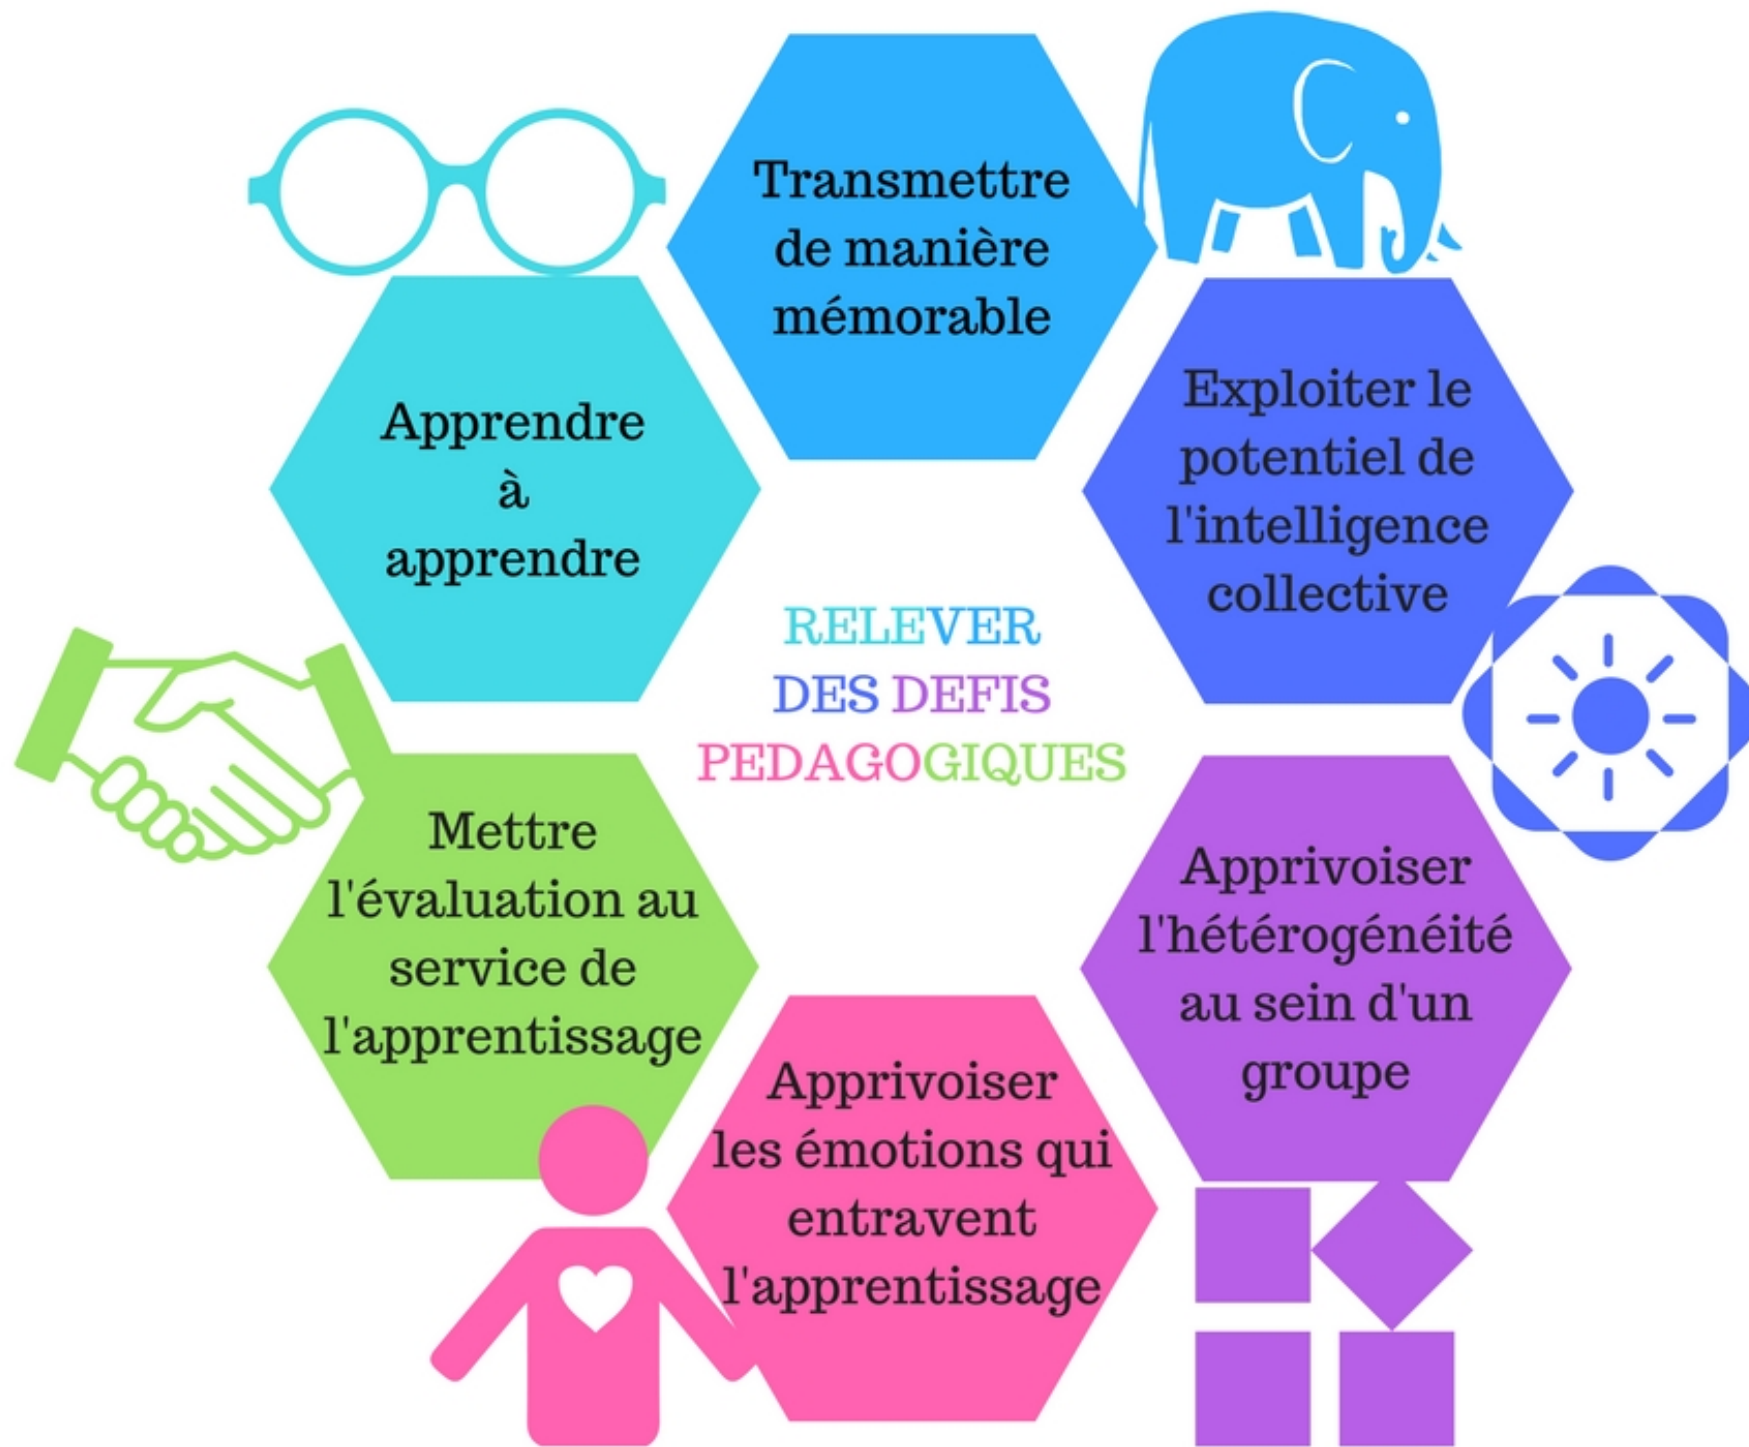 Transmettre
de manière
mémorable
Apprendre
à
apprendre
Exploiter le
potentiel de
l'intelligence
collective
RELEVER
DES DEFIS
PEDAGOGIQUES
Mettre
l'évaluation au
service de
l'apprentissage
Apprivoiser
l'hétérogénéité
au sein d'un
groupe
Apprivoiser
les émotions qui
entravent
l'apprentissage